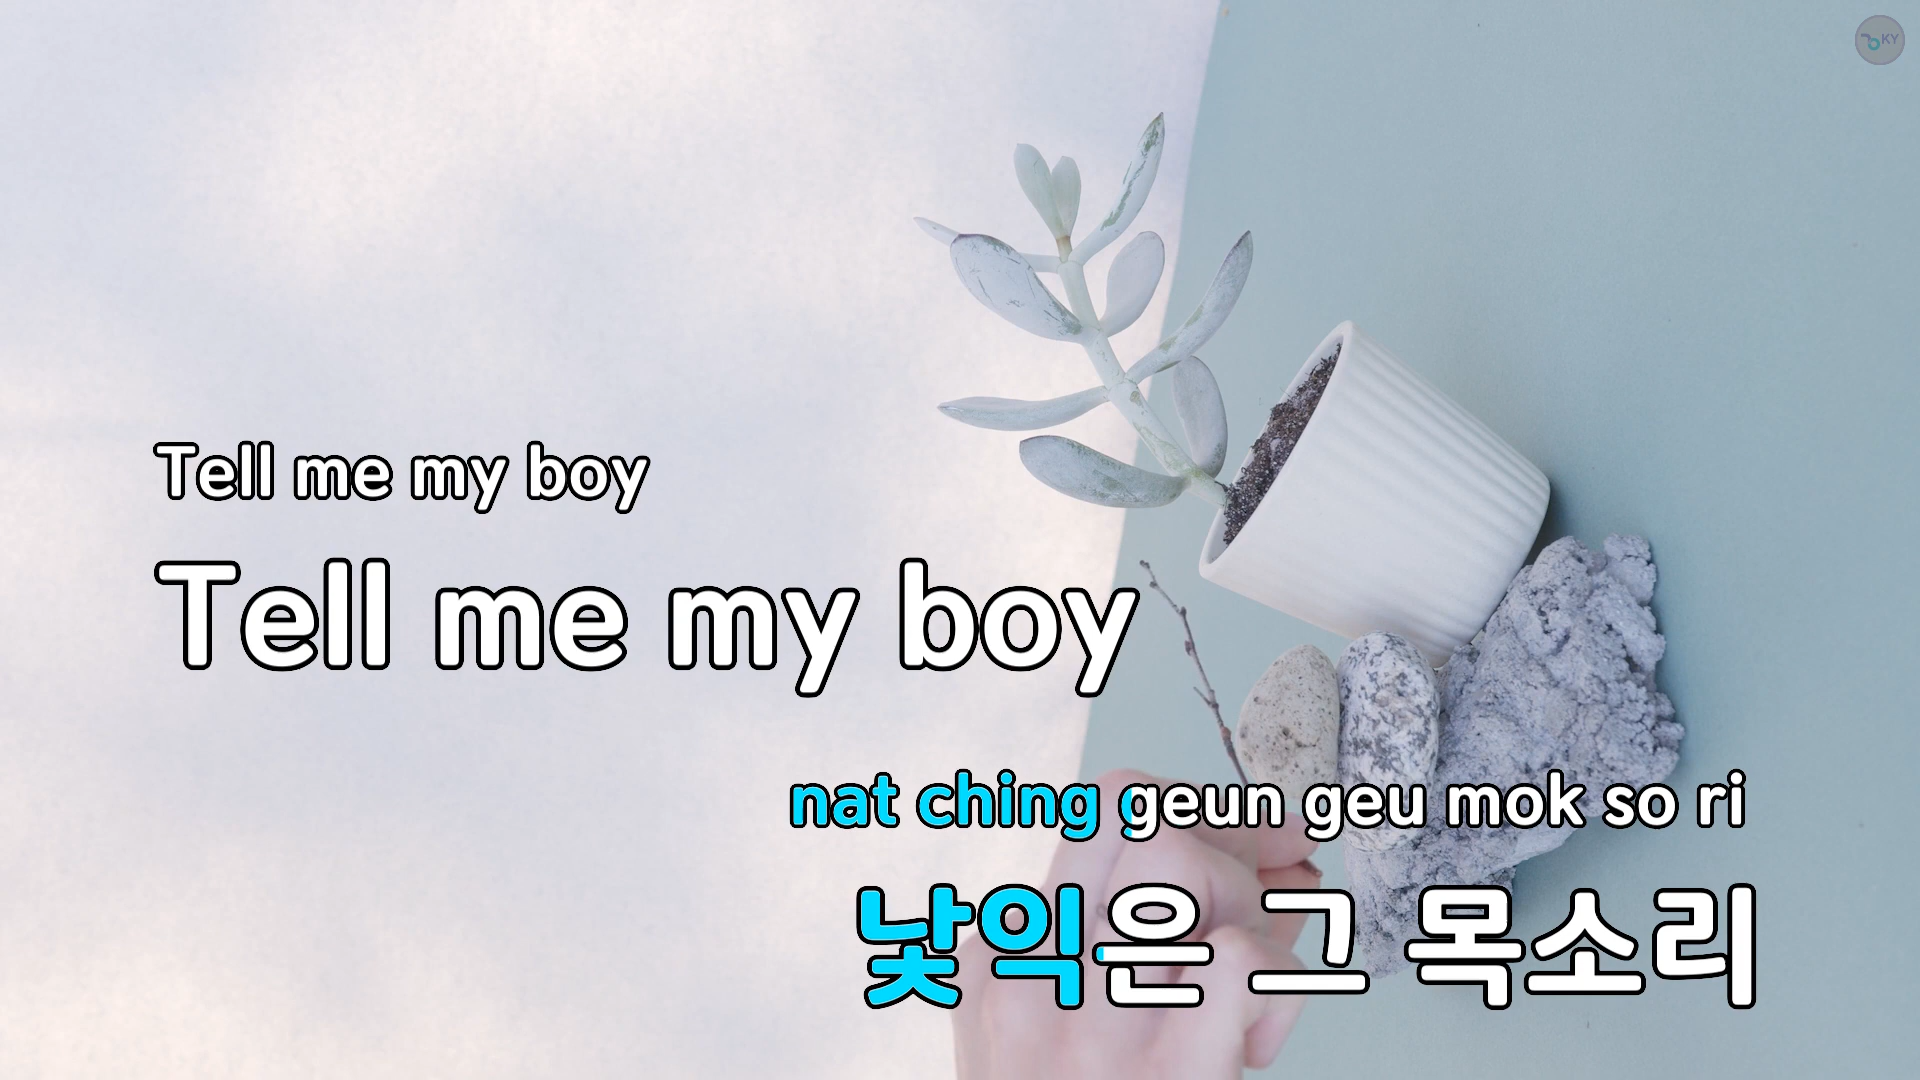 KY
Tell me my boy
Tell me my boy
nat ching geun geu mok so ri
낯익은 그 목소리